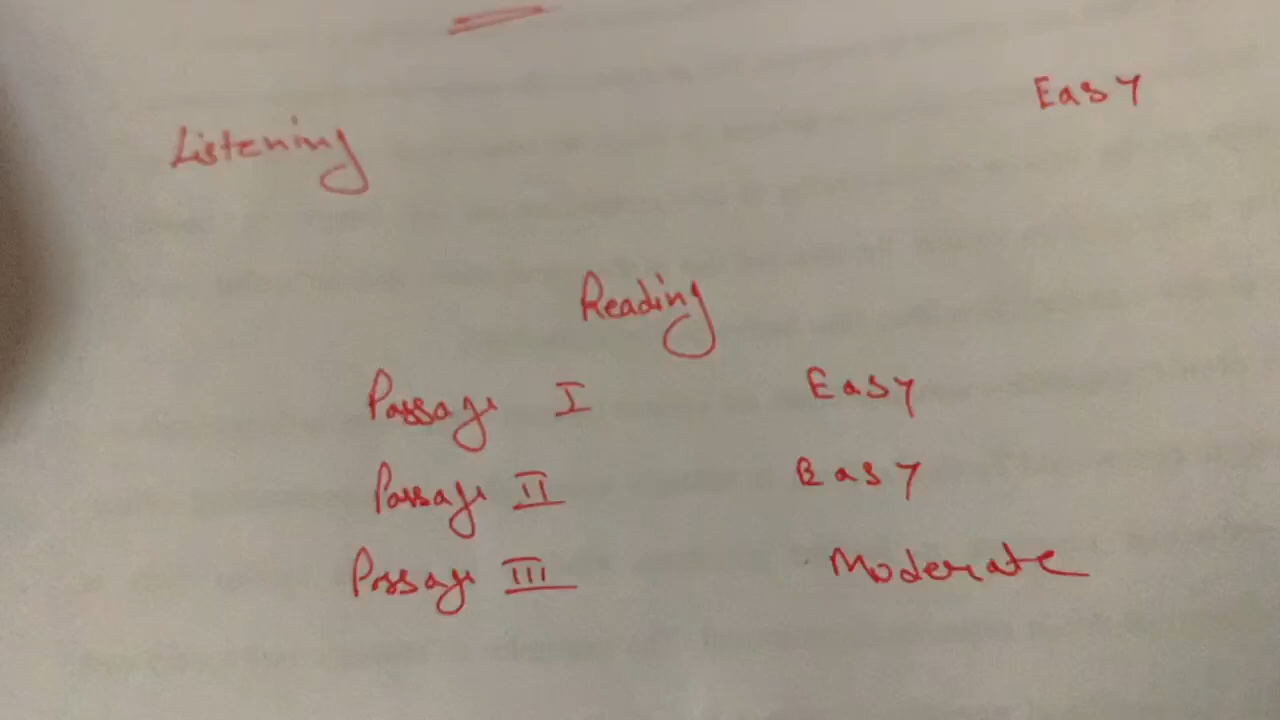 Listening Easy
Reading
Passage I Easy
Passage II Easy
Passage III Moderate